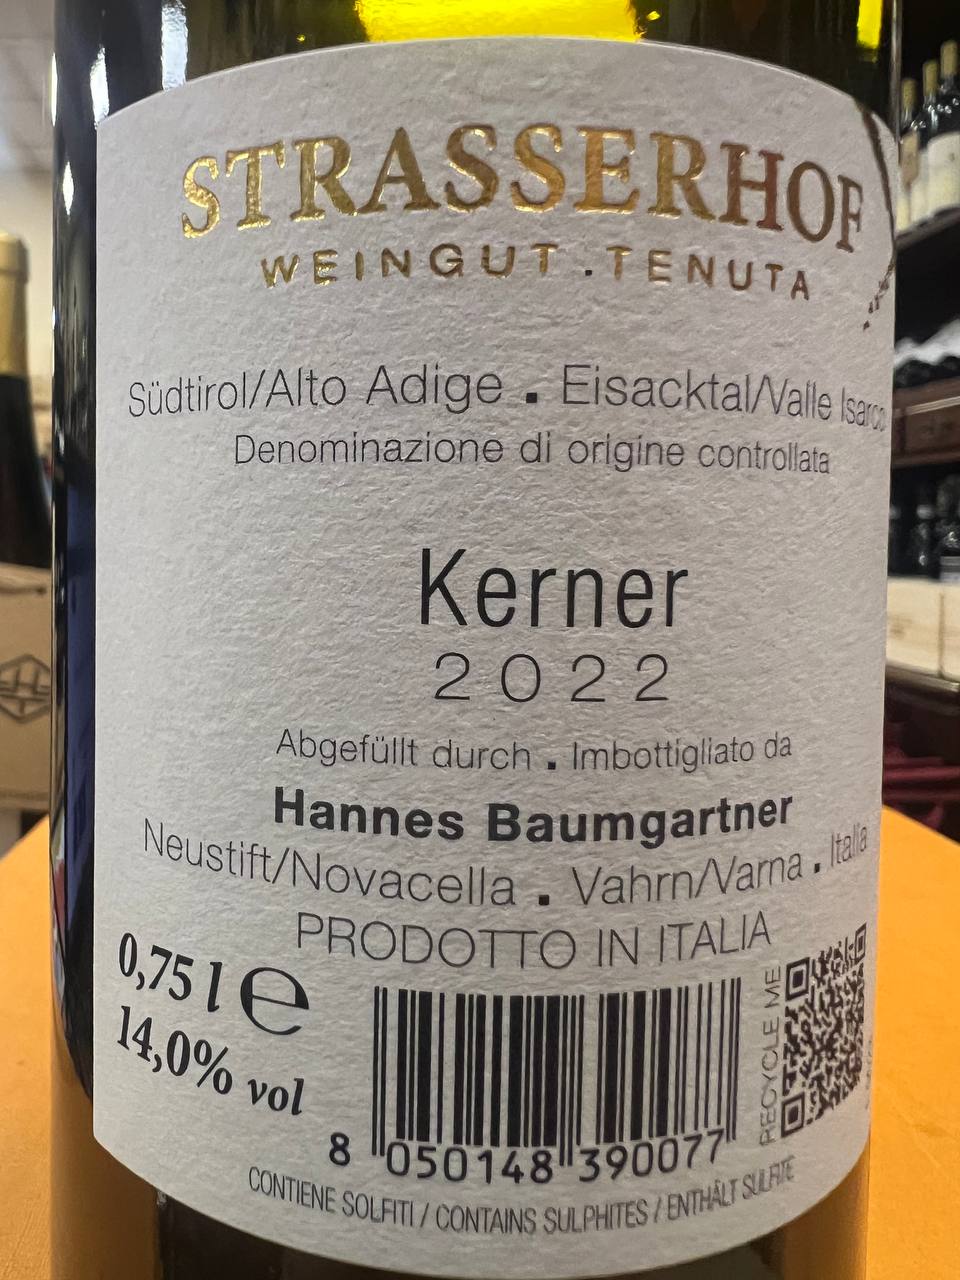 STRASSERHOF
WEINGUT . TENUTA
Südtirol/Alto Adige . Eisacktal/Valle Isarco
Denominazione di origine controllata
Kerner
2022
Abgefüllt durch . Imbottigliato da
Hannes Baumgartner
Neustift/Novacella . Vahrn/Varna . Italia
PRODOTTO IN ITALIA
0,75 l e
14,0% vol
RECYCLE ME
8 050148 390077
CONTIENE SOLFITI / CONTAINS SULPHITES / ENTHÄLT SULFITE